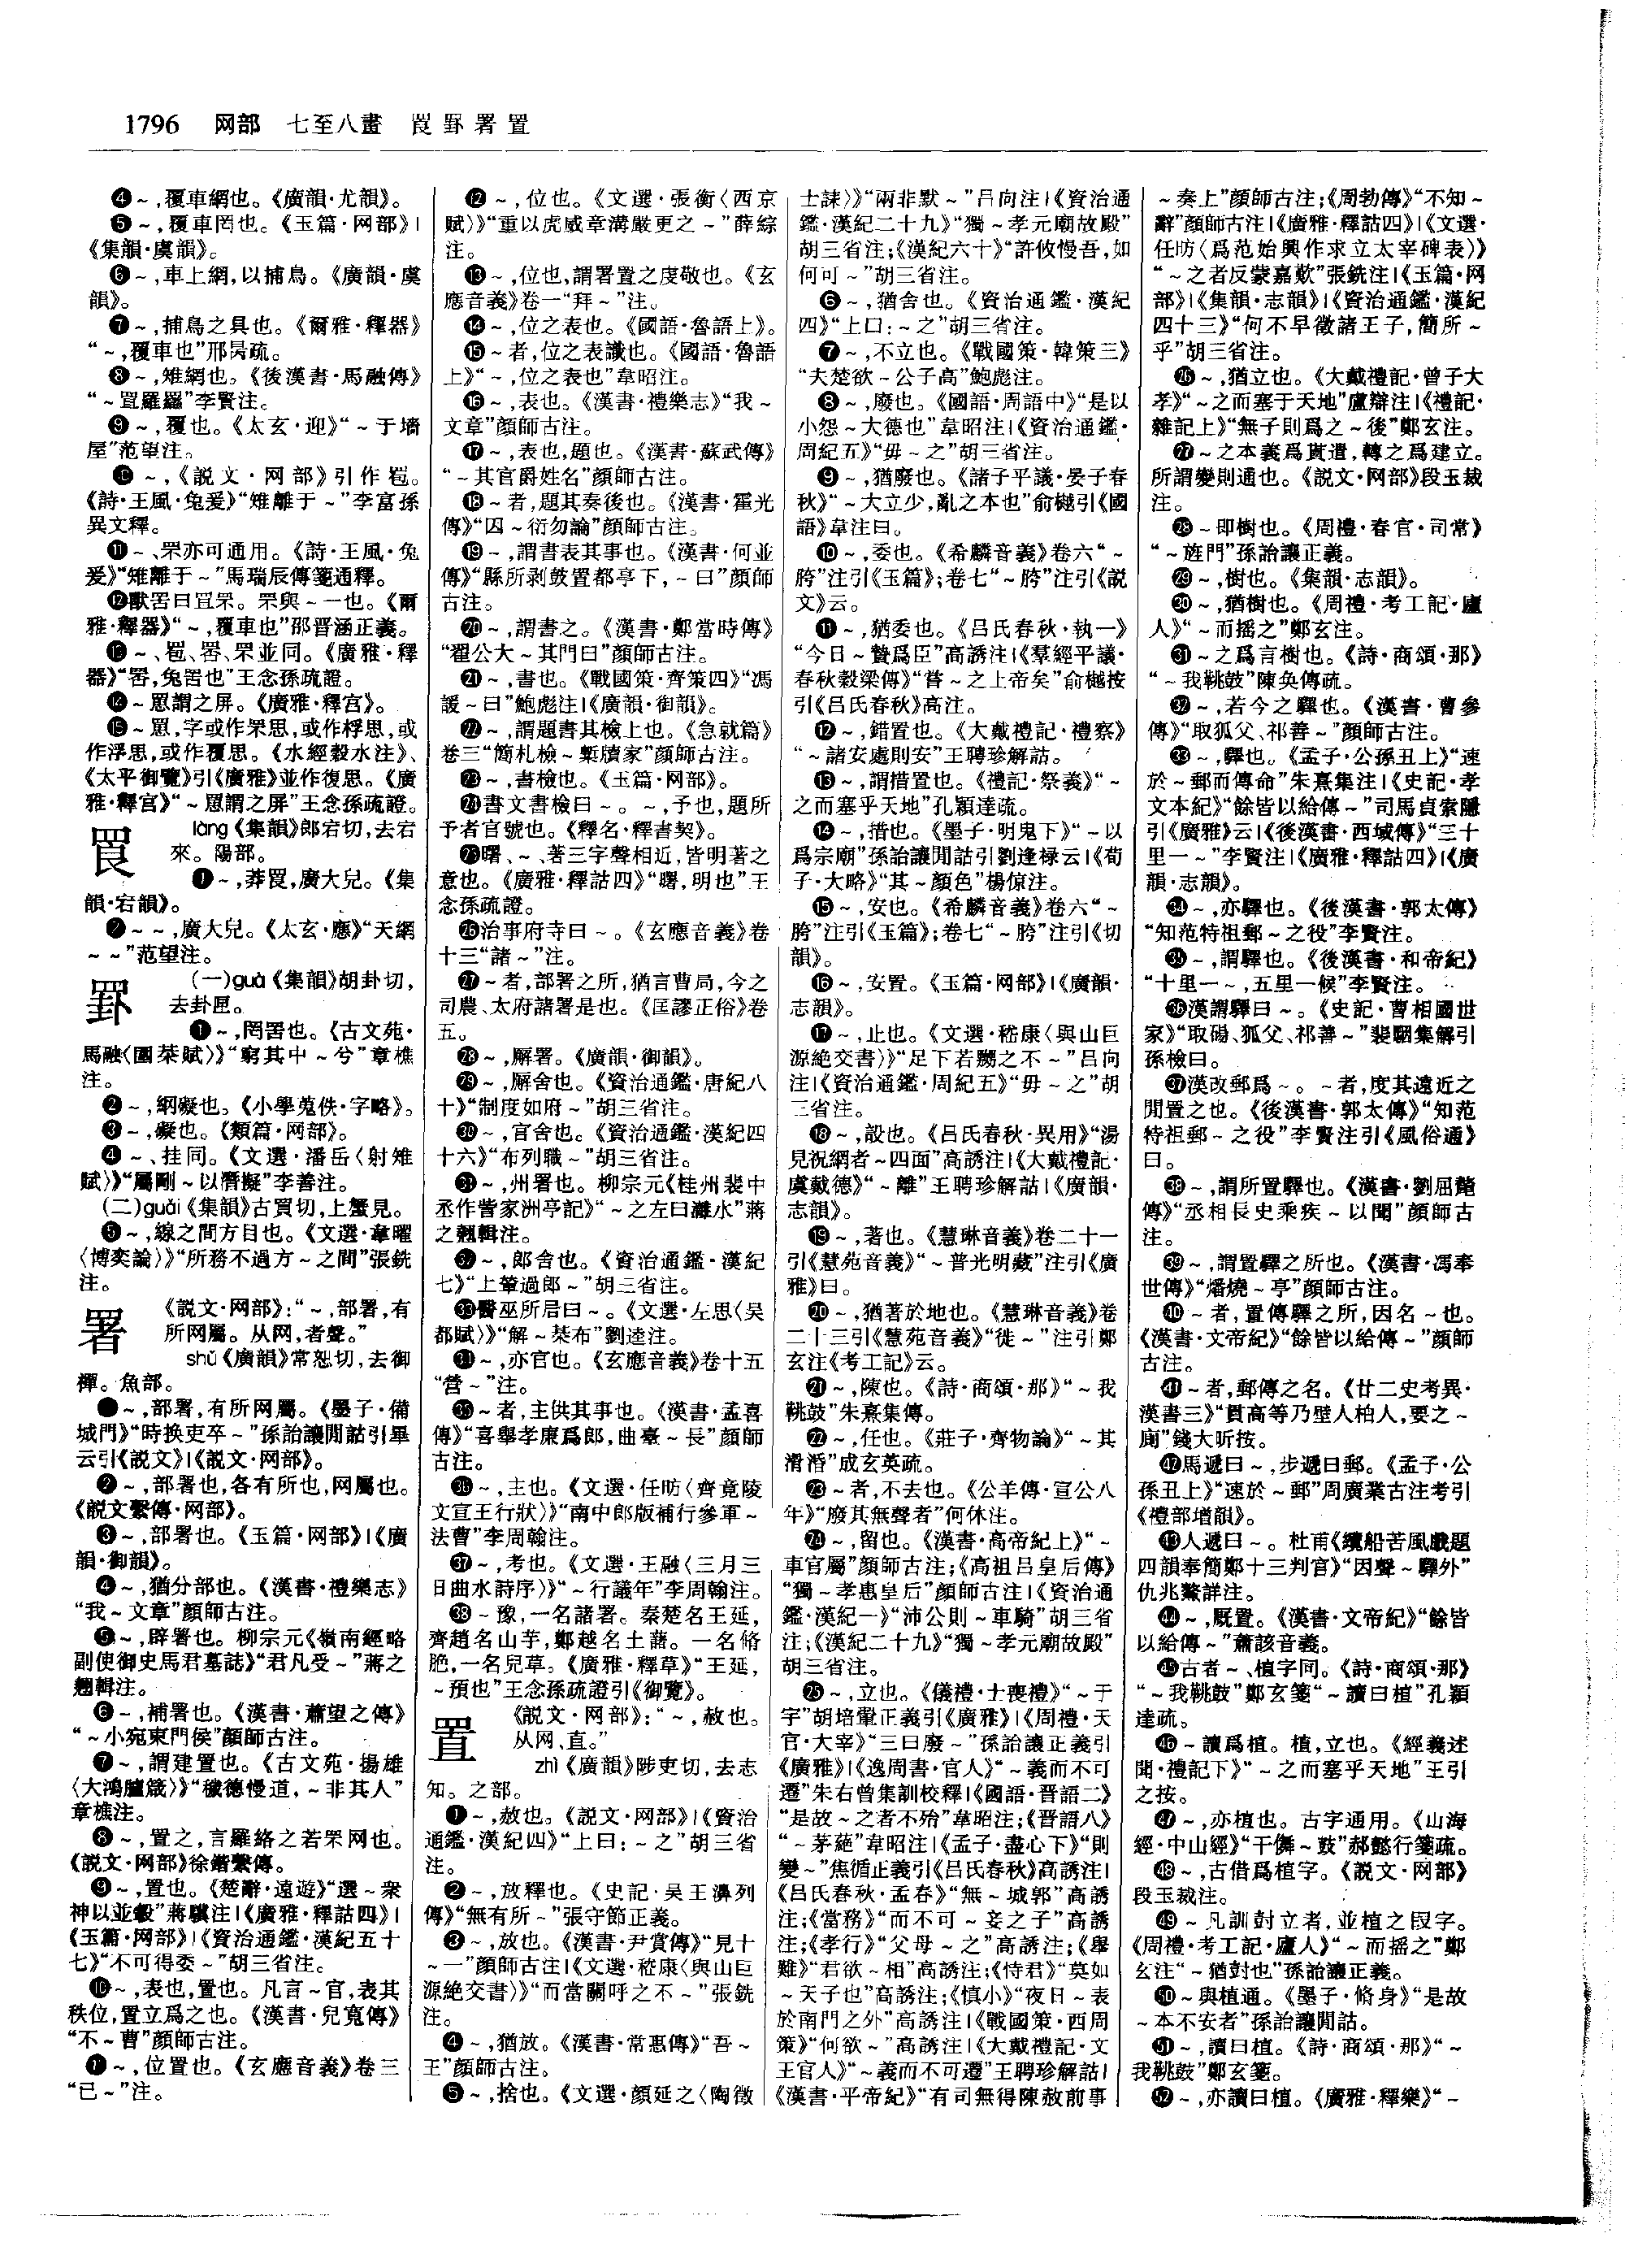 1796 网部 七至八畫 罠 罫 署 置
❹～,覆車網也。《廣韻·尤韻》。
❺～,覆車罔也。《玉篇·网部》|
《集韻·虞韻》。
❻～,車上網,以捕鳥。《廣韻·虞
韻》。
❼～,捕鳥之具也。《爾雅·釋器》
“～,覆車也”邢昺疏。
❽～,雉網也。《後漢書·馬融傳》
“～罝羅羉”李賢注。
❾～,覆也。《太玄·迎》“～于墻
屋”范望注。
❿～,《説文·网部》引作雹。
《詩·王風·兔爰》“雉離于～”李富孫
異文釋。
⓫～、罘亦可通用。《詩·王風·兔
爰》“雉離于～”馬瑞辰傳箋通釋。
⓬獸罟曰罝罘。罘與～一也。《爾
雅·釋器》“～,覆車也”邵晋涵正義。
⓭～、雹、罶、罘並同。《廣雅·釋
器》“罟,兔罟也”王念孫疏證。
⓮～罳謂之屏。《廣雅·釋宫》。
⓯～罳,字或作罘思,或作桴思,或
作浮思,或作覆思。《水經穀水注》、
《太平御覽》引《廣雅》並作復思。《廣
雅·釋宫》“～罳謂之屏”王念孫疏證。
làng《集韻》郎宕切,去宕
來。陽部。
❶～,莽罠,廣大皃。《集
韻·宕韻》。
❷～～,廣大皃。《太玄·應》“天網
～～”范望注。
罫
(一)guà《集韻》胡卦切,
去卦匣。
❶～,罔罟也。《古文苑·
馬融〈圍棊賦〉》“窮其中～兮”章樵
注。
❷～,網礙也。《小學蒐佚·字略》。
❸～,礙也。《類篇·网部》。
❹～、挂同。《文選·潘岳〈射雉
賦〉》“屬剛～以潛擬”李善注。
(二)guǎi《集韻》古買切,上蟹見。
❺～,線之間方目也。《文選·韋曜
〈博奕論〉》“所務不過方～之間”張銑
注。
署
《説文·网部》:“～,部署,有
所网屬。从网,者聲。”
shǔ《廣韻》常恕切,去御
禪。魚部。
❶～,部署,有所网屬。《墨子·備
城門》“時换吏卒～”孫詒讓閒詁引畢
云引《説文》|《説文·网部》。
❷～,部署也,各有所也,网屬也。
《説文繫傳·网部》。
❸～,部署也。《玉篇·网部》|《廣
韻·御韻》。
❹～,猶分部也。《漢書·禮樂志》
“我～文章”顔師古注。
❺～,辟署也。柳宗元《嶺南經略
副使御史馬君墓誌》“君凡受～”蔣之
翹輯注。
❻～,補署也。《漢書·蕭望之傳》
“～小宛東門侯”顔師古注。
❼～,謂建置也。《古文苑·揚雄
〈大鴻臚箴〉》“穢德慢道,～非其人”
章樵注。
❽～,置之,言羅絡之若罘网也。
《説文·网部》徐鍇繫傳。
❾～,置也。《楚辭·遠遊》“選～衆
神以並轂”蔣驥注|《廣雅·釋詁四》|
《玉篇·网部》|《資治通鑑·漢紀五十
七》“不可得委～”胡三省注。
❿～,表也,置也。凡言～官,表其
秩位,置立爲之也。《漢書·兒寬傳》
“不～曹”顔師古注。
⓫～,位置也。《玄應音義》卷三
“已～”注。
⓬～,位也。《文選·張衡〈西京
賦〉》“重以虎威章溝嚴更之～”薛綜
注。
⓭～,位也,謂署置之虔敬也。《玄
應音義》卷一“拜～”注。
⓮～,位之表也。《國語·魯語上》。
⓯～者,位之表識也。《國語·魯語
上》“～,位之表也”韋昭注。
⓰～,表也。《漢書·禮樂志》“我～
文章”顔師古注。
⓱～,表也,題也。《漢書·蘇武傳》
“～其官爵姓名”顔師古注。
⓲～者,題其奏後也。《漢書·霍光
傳》“因～衍勿論”顔師古注。
⓳～,謂書表其事也。《漢書·何並
傳》“縣所剥鼓置都亭下,～曰”顔師
古注。
⓴～,謂書之。《漢書·鄭當時傳》
“翟公大～其門曰”顔師古注。
㉑～,書也。《戰國策·齊策四》“馮
諼～曰”鮑彪注|《廣韻·御韻》。
㉒～,謂題書其檢上也。《急就篇》
卷三“簡札檢～槧牘家”顔師古注。
㉓～,書檢也。《玉篇·网部》。
㉔書文書檢曰～。～,予也,題所
予者官號也。《釋名·釋書契》。
㉕曙、～、著三字聲相近,皆明著之
意也。《廣雅·釋詁四》“曙,明也”王
念孫疏證。
㉖治事府寺曰～。《玄應音義》卷
十三“諸～”注。
㉗～者,部署之所,猶言曹局,今之
司農、太府諸署是也。《匡謬正俗》卷
五。
㉘～,廨署。《廣韻·御韻》。
㉙～,廨舍也。《資治通鑑·唐紀八
十》“制度如府～”胡三省注。
㉚～,官舍也。《資治通鑑·漢紀四
十六》“布列職～”胡三省注。
㉛～,州署也。柳宗元《桂州裴中
丞作訾家洲亭記》“～之左曰灕水”蔣
之翹輯注。
㉜～,郎舍也。《資治通鑑·漢紀
七》“上輦過郎～”胡三省注。
㉝醫巫所居曰～。《文選·左思〈吴
都賦〉》“解～棊布”劉逵注。
㉞～,亦官也。《玄應音義》卷十五
“營～”注。
㉟～者,主供其事也。《漢書·孟喜
傳》“喜舉孝廉爲郎,曲臺～長”顔師
古注。
㊱～,主也。《文選·任昉〈齊竟陵
文宣王行狀〉》“南中郎版補行參軍～
法曹”李周翰注。
㊲～,考也。《文選·王融〈三月三
日曲水詩序〉》“～行議年”李周翰注。
㊳～豫,一名諸署。秦楚名王延,
齊趙名山芋,鄭越名土藷。一名脩
脆,一名兒草。《廣雅·釋草》“王延,
～預也”王念孫疏證引《御覽》。
置
《説文·网部》:“～,赦也。
从网、直。”
zhì《廣韻》陟吏切,去志
知。之部。
❶～,赦也。《説文·网部》|《資治
通鑑·漢紀四》“上曰:～之”胡三省
注。
❷～,放釋也。《史記·吴王濞列
傳》“無有所～”張守節正義。
❸～,放也。《漢書·尹賞傳》“見十
～一”顔師古注|《文選·嵇康〈與山巨
源絶交書〉》“而當關呼之不～”張銑
注。
❹～,猶放。《漢書·常惠傳》“吾～
王”顔師古注。
❺～,捨也。《文選·顔延之〈陶徵
士誄〉》“兩非默～”吕向注|《資治通
鑑·漢紀二十九》“獨～孝元廟故殿”
胡三省注;《漢紀六十》“許攸慢吾,如
何可～”胡三省注。
❻～,猶舍也。《資治通鑑·漢紀
四》“上曰:～之”胡三省注。
❼～,不立也。《戰國策·韓策三》
“夫楚欲～公子高”鮑彪注。
❽～,廢也。《國語·周語中》“是以
小怨～大德也”韋昭注|《資治通鑑·
周紀五》“毋～之”胡三省注。
❾～,猶廢也。《諸子平議·晏子春
秋》“～大立少,亂之本也”俞樾引《國
語》韋注曰。
❿～,委也。《希麟音義》卷六“～
胯”注引《玉篇》;卷七“～胯”注引《説
文》云。
⓫～,猶委也。《吕氏春秋·執一》
“今日～贄爲臣”高誘注|《羣經平議·
春秋穀梁傳》“嘗～之上帝矣”俞樾按
引《吕氏春秋》高注。
⓬～,錯置也。《大戴禮記·禮察》
“～諸安處則安”王聘珍解詁。
⓭～,謂措置也。《禮記·祭義》“～
之而塞乎天地”孔穎達疏。
⓮～,措也。《墨子·明鬼下》“～以
爲宗廟”孫詒讓閒詁引劉逢禄云|《荀
子·大略》“其～顔色”楊倞注。
⓯～,安也。《希麟音義》卷六“～
胯”注引《玉篇》;卷七“～胯”注引《切
韻》。
⓰～,安置。《玉篇·网部》|《廣韻·
志韻》。
⓱～,止也。《文選·嵇康〈與山巨
源絶交書〉》“足下若嬲之不～”吕向
注|《資治通鑑·周紀五》“毋～之”胡
三省注。
⓲～,設也。《吕氏春秋·異用》“湯
見祝網者～四面”高誘注|《大戴禮記·
虞戴德》“～離”王聘珍解詁|《廣韻·
志韻》。
⓳～,著也。《慧琳音義》卷二十一
引《慧苑音義》“～普光明藏”注引《廣
雅》曰。
⓴～,猶著於地也。《慧琳音義》卷
二十三引《慧苑音義》“徙～”注引鄭
玄注《考工記》云。
㉑～,陳也。《詩·商頌·那》“～我
鞉鼓”朱熹集傳。
㉒～,任也。《莊子·齊物論》“～其
滑涽”成玄英疏。
㉓～者,不去也。《公羊傳·宣公八
年》“廢其無聲者”何休注。
㉔～,留也。《漢書·高帝紀上》“～
車官屬”顔師古注;《高祖吕皇后傳》
“獨～孝惠皇后”顔師古注|《資治通
鑑·漢紀一》“沛公則～車騎”胡三省
注;《漢紀二十九》“獨～孝元廟故殿”
胡三省注。
㉕～,立也。《儀禮·士喪禮》“～于
宇”胡培翬正義引《廣雅》|《周禮·天
官·大宰》“三曰廢～”孫詒讓正義引
《廣雅》|《逸周書·官人》“～義而不可
遷”朱右曾集訓校釋|《國語·晋語二》
“是故～之者不殆”韋昭注;《晋語八》
“～茅蕝”韋昭注|《孟子·盡心下》“則
變～”焦循正義引《吕氏春秋》高誘注|
《吕氏春秋·孟春》“無～城郭”高誘
注;《當務》“而不可～妾之子”高誘
注;《孝行》“父母～之”高誘注;《舉
難》“君欲～相”高誘注;《恃君》“莫如
～天子也”高誘注;《慎小》“夜日～表
於南門之外”高誘注|《戰國策·西周
策》“何欲～”高誘注|《大戴禮記·文
王官人》“～義而不可遷”王聘珍解詁|
《漢書·平帝紀》“有司無得陳赦前事
～奏上”顔師古注;《周勃傳》“不知～
辭”顔師古注|《廣雅·釋詁四》|《文選·
任昉〈爲范始興作求立太宰碑表〉》
“～之者反蒙嘉歎”張銑注|《玉篇·网
部》|《集韻·志韻》|《資治通鑑·漢紀
四十三》“何不早徵諸王子,簡所～
乎”胡三省注。
㉖～,猶立也。《大戴禮記·曾子大
孝》“～之而塞于天地”盧辯注|《禮記·
雜記上》“無子則爲之～後”鄭玄注。
㉗～之本義爲貰遣,轉之爲建立。
所謂變則通也。《説文·网部》段玉裁
注。
㉘～即樹也。《周禮·春官·司常》
“～旌門”孫詒讓正義。
㉙～,樹也。《集韻·志韻》。
㉚～,猶樹也。《周禮·考工記·廬
人》“～而摇之”鄭玄注。
㉛～之爲言樹也。《詩·商頌·那》
“～我鞉鼓”陳奂傳疏。
㉜～,若今之驛也。《漢書·曹參
傳》“取狐父、祁善～”顔師古注。
㉝～,驛也。《孟子·公孫丑上》“速
於～郵而傳命”朱熹集注|《史記·孝
文本紀》“餘皆以給傳～”司馬貞索隱
引《廣雅》云|《後漢書·西域傳》“三十
里一～”李賢注|《廣雅·釋詁四》|《廣
韻·志韻》。
㉞～,亦驛也。《後漢書·郭太傳》
“知范特祖郵～之役”李賢注。
㉟～,謂驛也。《後漢書·和帝紀》
“十里一～,五里一候”李賢注。
㊱漢謂驛曰～。《史記·曹相國世
家》“取碭、狐父、祁善～”裴駰集解引
孫檢曰。
㊲漢改郵爲～。～者,度其遠近之
閒置之也。《後漢書·郭太傳》“知范
特祖郵～之役”李賢注引《風俗通》
曰。
㊳～,謂所置驛也。《漢書·劉屈氂
傳》“丞相長史乘疾～以聞”顔師古
注。
㊴～,謂置驛之所也。《漢書·馮奉
世傳》“燔燒～亭”顔師古注。
㊵～者,置傳驛之所,因名～也。
《漢書·文帝紀》“餘皆以給傳～”顔師
古注。
㊶～者,郵傳之名。《廿二史考異·
漢書三》“貫高等乃壁人柏人,要之～
廁”錢大昕按。
㊷馬遞曰～,步遞曰郵。《孟子·公
孫丑上》“速於～郵”周廣業古注考引
《禮部增韻》。
㊸人遞曰～。杜甫《纜船苦風戲題
四韻奉簡鄭十三判官》“因聲～驛外”
仇兆鰲詳注。
㊹～,厩置。《漢書·文帝紀》“餘皆
以給傳～”蕭該音義。
㊺古者～、植字同。《詩·商頌·那》
“～我鞉鼓”鄭玄箋“～讀曰植”孔穎
達疏。
㊻～讀爲植。植,立也。《經義述
聞·禮記下》“～之而塞乎天地”王引
之按。
㊼～,亦植也。古字通用。《山海
經·中山經》“干儛～鼓”郝懿行箋疏。
㊽～,古借爲植字。《説文·网部》
段玉裁注。
㊾～凡訓尌立者,並植之叚字。
《周禮·考工記·廬人》“～而摇之”鄭
玄注“～猶尌也”孫詒讓正義。
㊿～與植通。《墨子·脩身》“是故
～本不安者”孫詒讓閒詁。
51～,讀曰植。《詩·商頌·那》“～
我鞉鼓”鄭玄箋。
52～,亦讀曰植。《廣雅·釋樂》“～